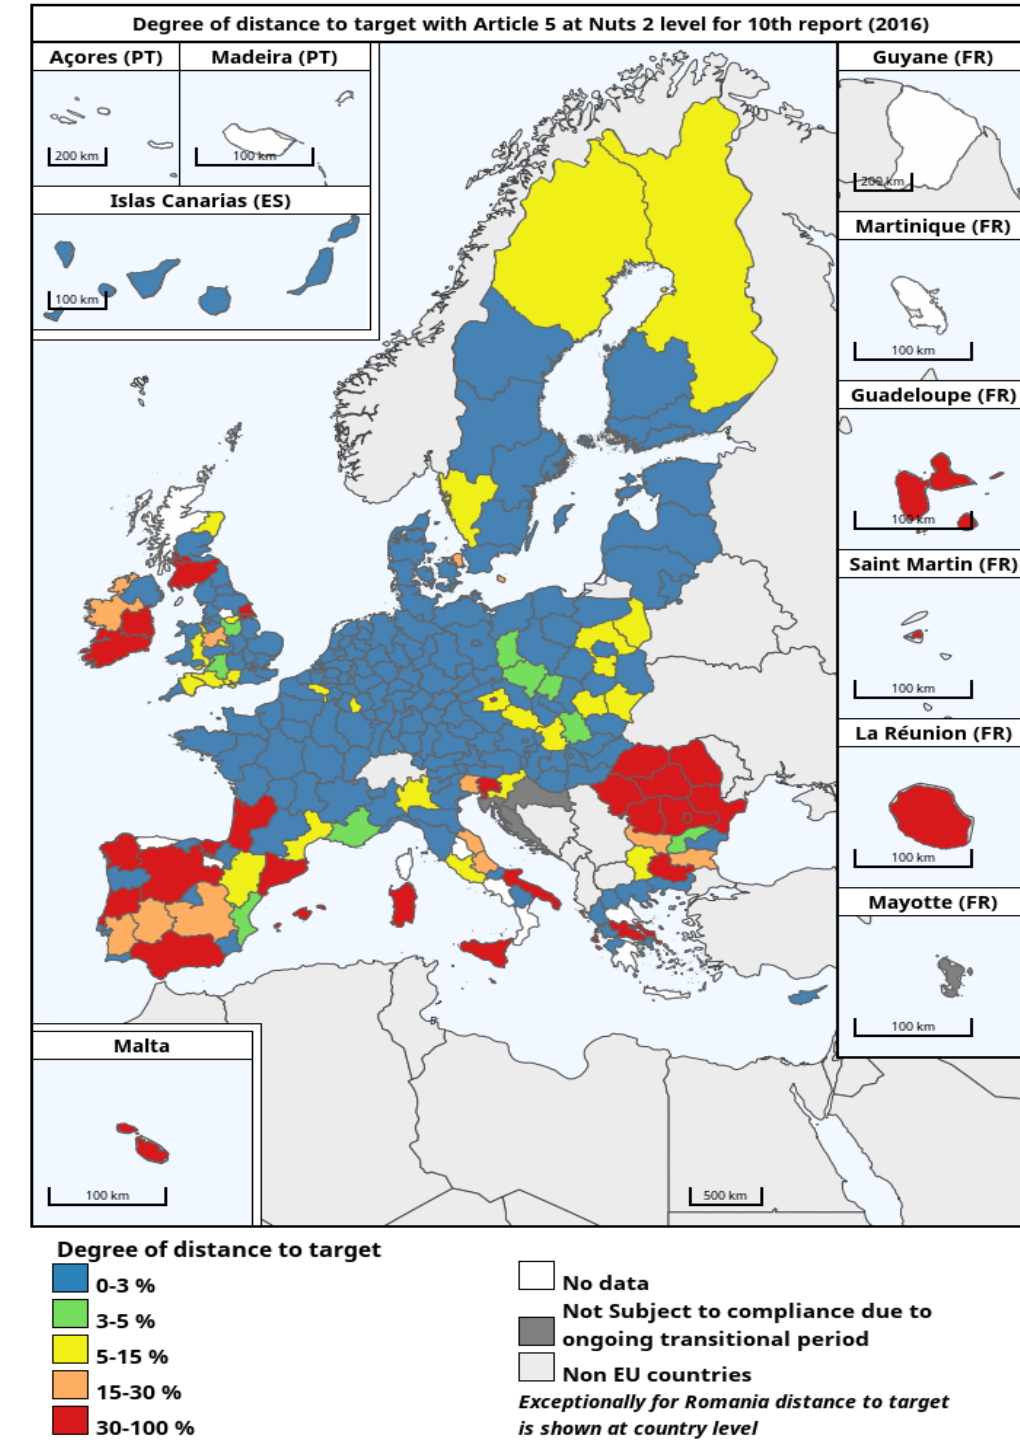 Degree of distance to target with Article 5 at Nuts 2 level for 10th report (2016)
Açores (PT)
Madeira (PT)
200 km
100 km
Islas Canarias (ES)
100 km
Guyane (FR)
200 km
Martinique (FR)
100 km
Guadeloupe (FR)
100 km
Saint Martin (FR)
100 km
La Réunion (FR)
100 km
Mayotte (FR)
100 km
Malta
100 km
500 km
Degree of distance to target
0-3 %
3-5 %
5-15 %
15-30 %
30-100 %
No data
Not Subject to compliance due to
ongoing transitional period
Non EU countries
Exceptionally for Romania distance to target
is shown at country level